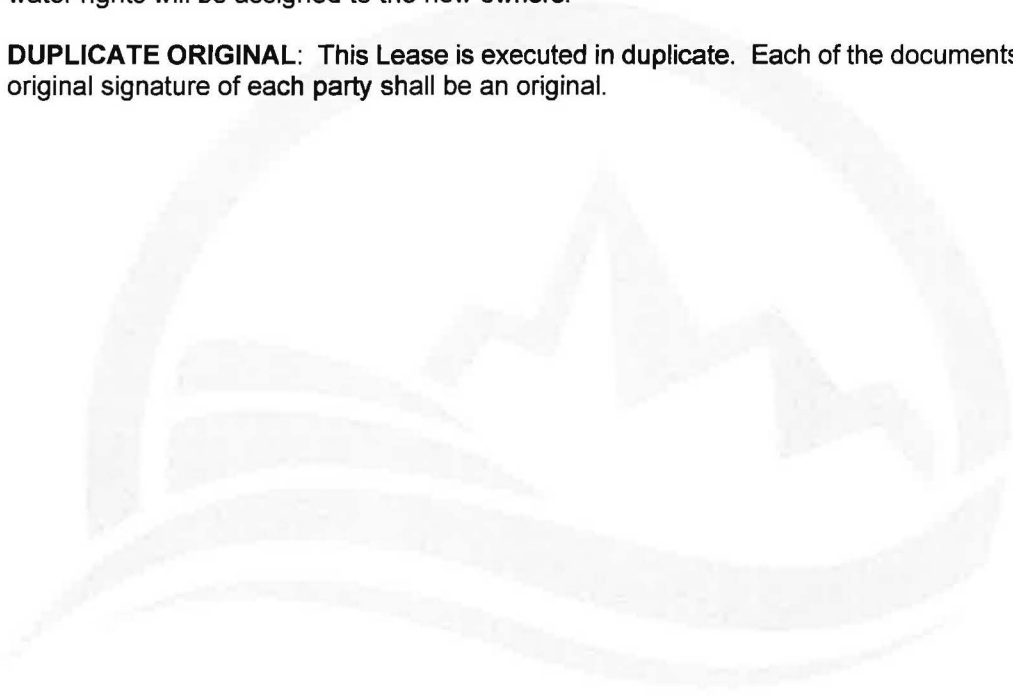 water rights will be assigned to the new owners.
DUPLICATE ORIGINAL: This Lease is executed in duplicate. Each of the documents
original signature of each party shall be an original.